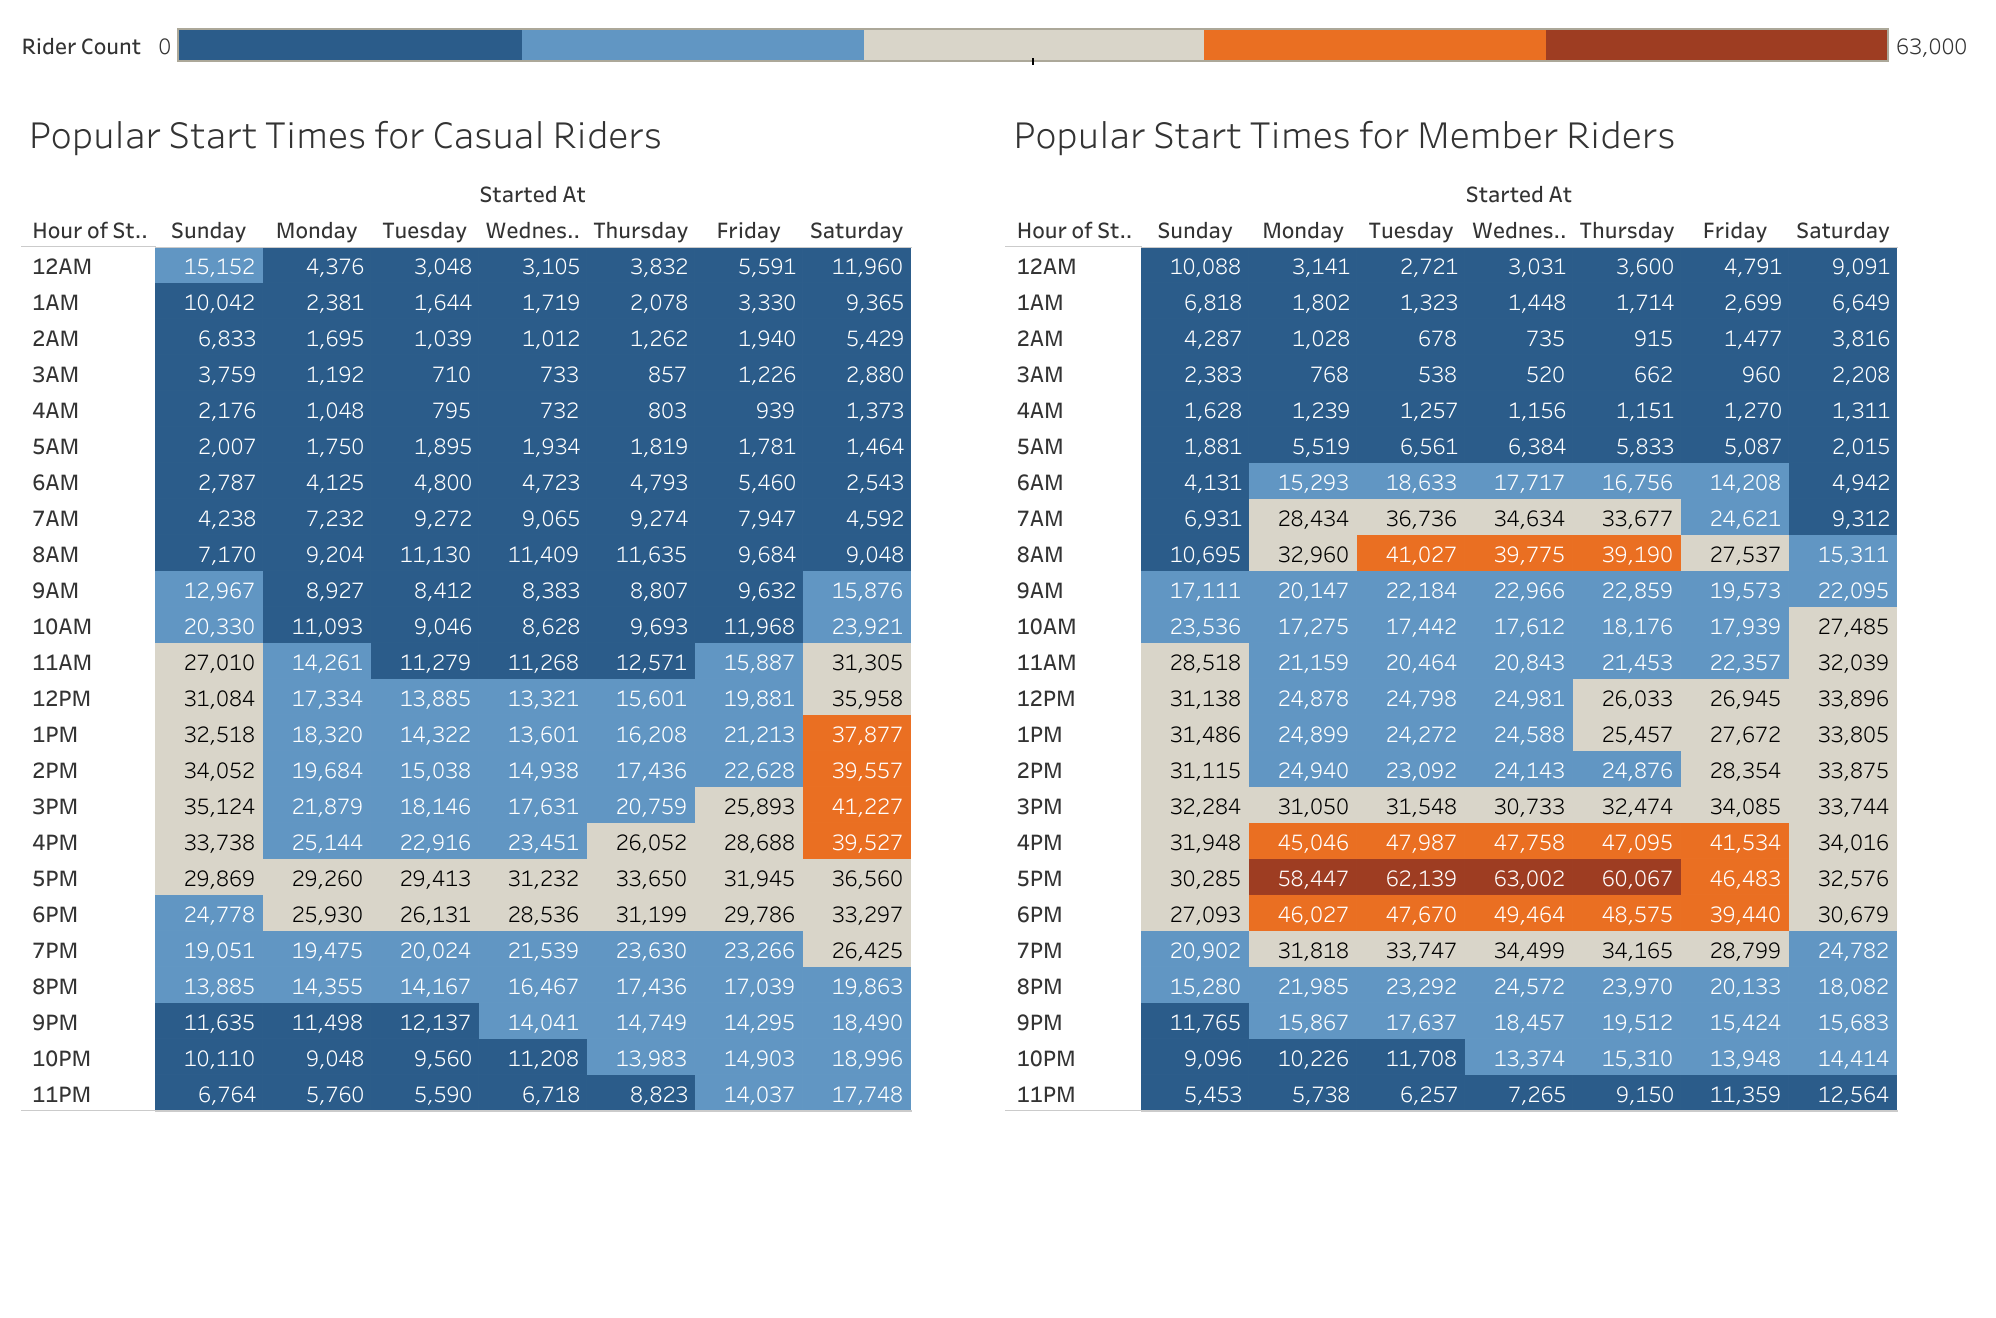 Rider Count 0 63,000
Popular Start Times for Casual Riders
Started At
Hour of St.. Sunday Monday Tuesday Wednes.. Thursday Friday Saturday
12AM 15,152 4,376 3,048 3,105 3,832 5,591 11,960
1AM 10,042 2,381 1,644 1,719 2,078 3,330 9,365
2AM 6,833 1,695 1,039 1,012 1,262 1,940 5,429
3AM 3,759 1,192 710 733 857 1,226 2,880
4AM 2,176 1,048 795 732 803 939 1,373
5AM 2,007 1,750 1,895 1,934 1,819 1,781 1,464
6AM 2,787 4,125 4,800 4,723 4,793 5,460 2,543
7AM 4,238 7,232 9,272 9,065 9,274 7,947 4,592
8AM 7,170 9,204 11,130 11,409 11,635 9,684 9,048
9AM 12,967 8,927 8,412 8,383 8,807 9,632 15,876
10AM 20,330 11,093 9,046 8,628 9,693 11,968 23,921
11AM 27,010 14,261 11,279 11,268 12,571 15,887 31,305
12PM 31,084 17,334 13,885 13,321 15,601 19,881 35,958
1PM 32,518 18,320 14,322 13,601 16,208 21,213 37,877
2PM 34,052 19,684 15,038 14,938 17,436 22,628 39,557
3PM 35,124 21,879 18,146 17,631 20,759 25,893 41,227
4PM 33,738 25,144 22,916 23,451 26,052 28,688 39,527
5PM 29,869 29,260 29,413 31,232 33,650 31,945 36,560
6PM 24,778 25,930 26,131 28,536 31,199 29,786 33,297
7PM 19,051 19,475 20,024 21,539 23,630 23,266 26,425
8PM 13,885 14,355 14,167 16,467 17,436 17,039 19,863
9PM 11,635 11,498 12,137 14,041 14,749 14,295 18,490
10PM 10,110 9,048 9,560 11,208 13,983 14,903 18,996
11PM 6,764 5,760 5,590 6,718 8,823 14,037 17,748
Popular Start Times for Member Riders
Started At
Hour of St.. Sunday Monday Tuesday Wednes.. Thursday Friday Saturday
12AM 10,088 3,141 2,721 3,031 3,600 4,791 9,091
1AM 6,818 1,802 1,323 1,448 1,714 2,699 6,649
2AM 4,287 1,028 678 735 915 1,477 3,816
3AM 2,383 768 538 520 662 960 2,208
4AM 1,628 1,239 1,257 1,156 1,151 1,270 1,311
5AM 1,881 5,519 6,561 6,384 5,833 5,087 2,015
6AM 4,131 15,293 18,633 17,717 16,756 14,208 4,942
7AM 6,931 28,434 36,736 34,634 33,677 24,621 9,312
8AM 10,695 32,960 41,027 39,775 39,190 27,537 15,311
9AM 17,111 20,147 22,184 22,966 22,859 19,573 22,095
10AM 23,536 17,275 17,442 17,612 18,176 17,939 27,485
11AM 28,518 21,159 20,464 20,843 21,453 22,357 32,039
12PM 31,138 24,878 24,798 24,981 26,033 26,945 33,896
1PM 31,486 24,899 24,272 24,588 25,457 27,672 33,805
2PM 31,115 24,940 23,092 24,143 24,876 28,354 33,875
3PM 32,284 31,050 31,548 30,733 32,474 34,085 33,744
4PM 31,948 45,046 47,987 47,758 47,095 41,534 34,016
5PM 30,285 58,447 62,139 63,002 60,067 46,483 32,576
6PM 27,093 46,027 47,670 49,464 48,575 39,440 30,679
7PM 20,902 31,818 33,747 34,499 34,165 28,799 24,782
8PM 15,280 21,985 23,292 24,572 23,970 20,133 18,082
9PM 11,765 15,867 17,637 18,457 19,512 15,424 15,683
10PM 9,096 10,226 11,708 13,374 15,310 13,948 14,414
11PM 5,453 5,738 6,257 7,265 9,150 11,359 12,564